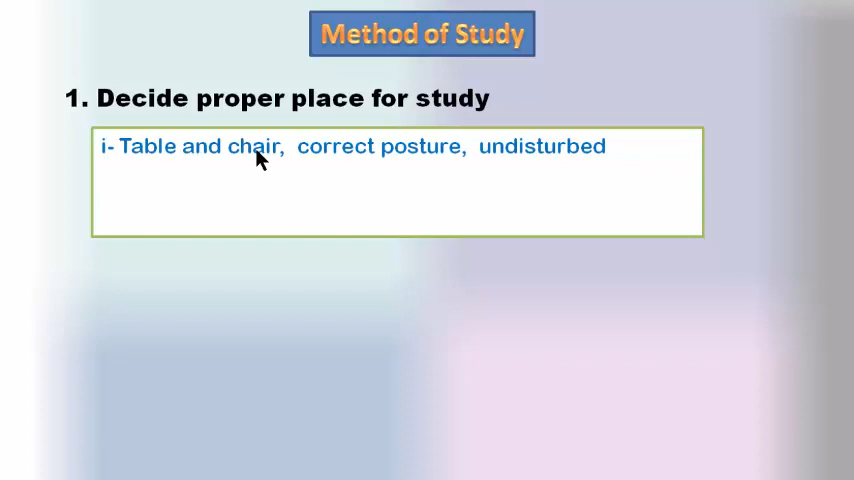 Method of Study
1. Decide proper place for study
i- Table and chair, correct posture, undisturbed